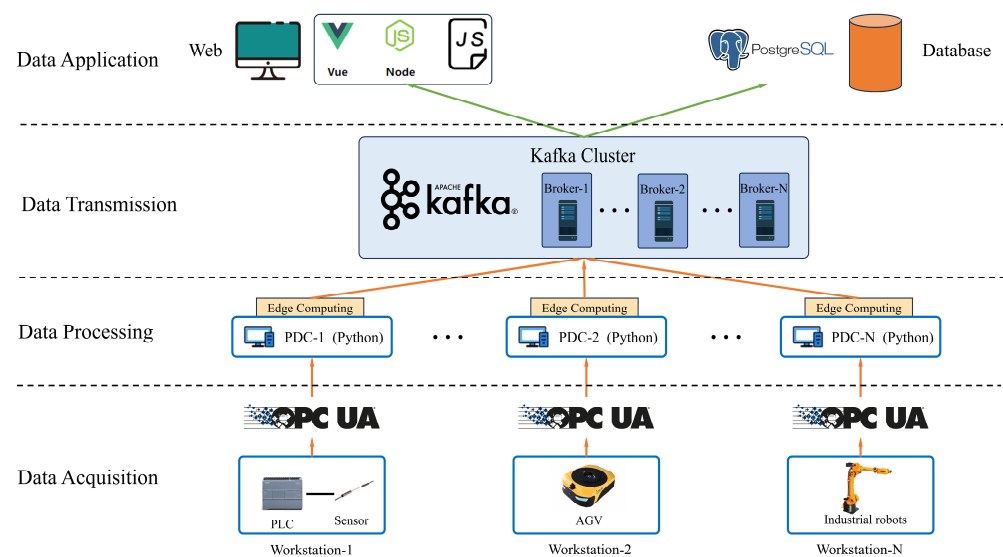 Data Application
Web
Vue
Node
JS
JS
PostgreSQL
Database
Data Transmission
Kafka Cluster
APACHE
kafka®
Broker-1
Broker-2
Broker-N
Data Processing
Edge Computing
PDC-1 (Python)
Edge Computing
PDC-2 (Python)
Edge Computing
PDC-N (Python)
Data Acquisition
OPC UA
OPC UA
OPC UA
PLC
Sensor
AGV
Industrial robots
Workstation-1
Workstation-2
Workstation-N